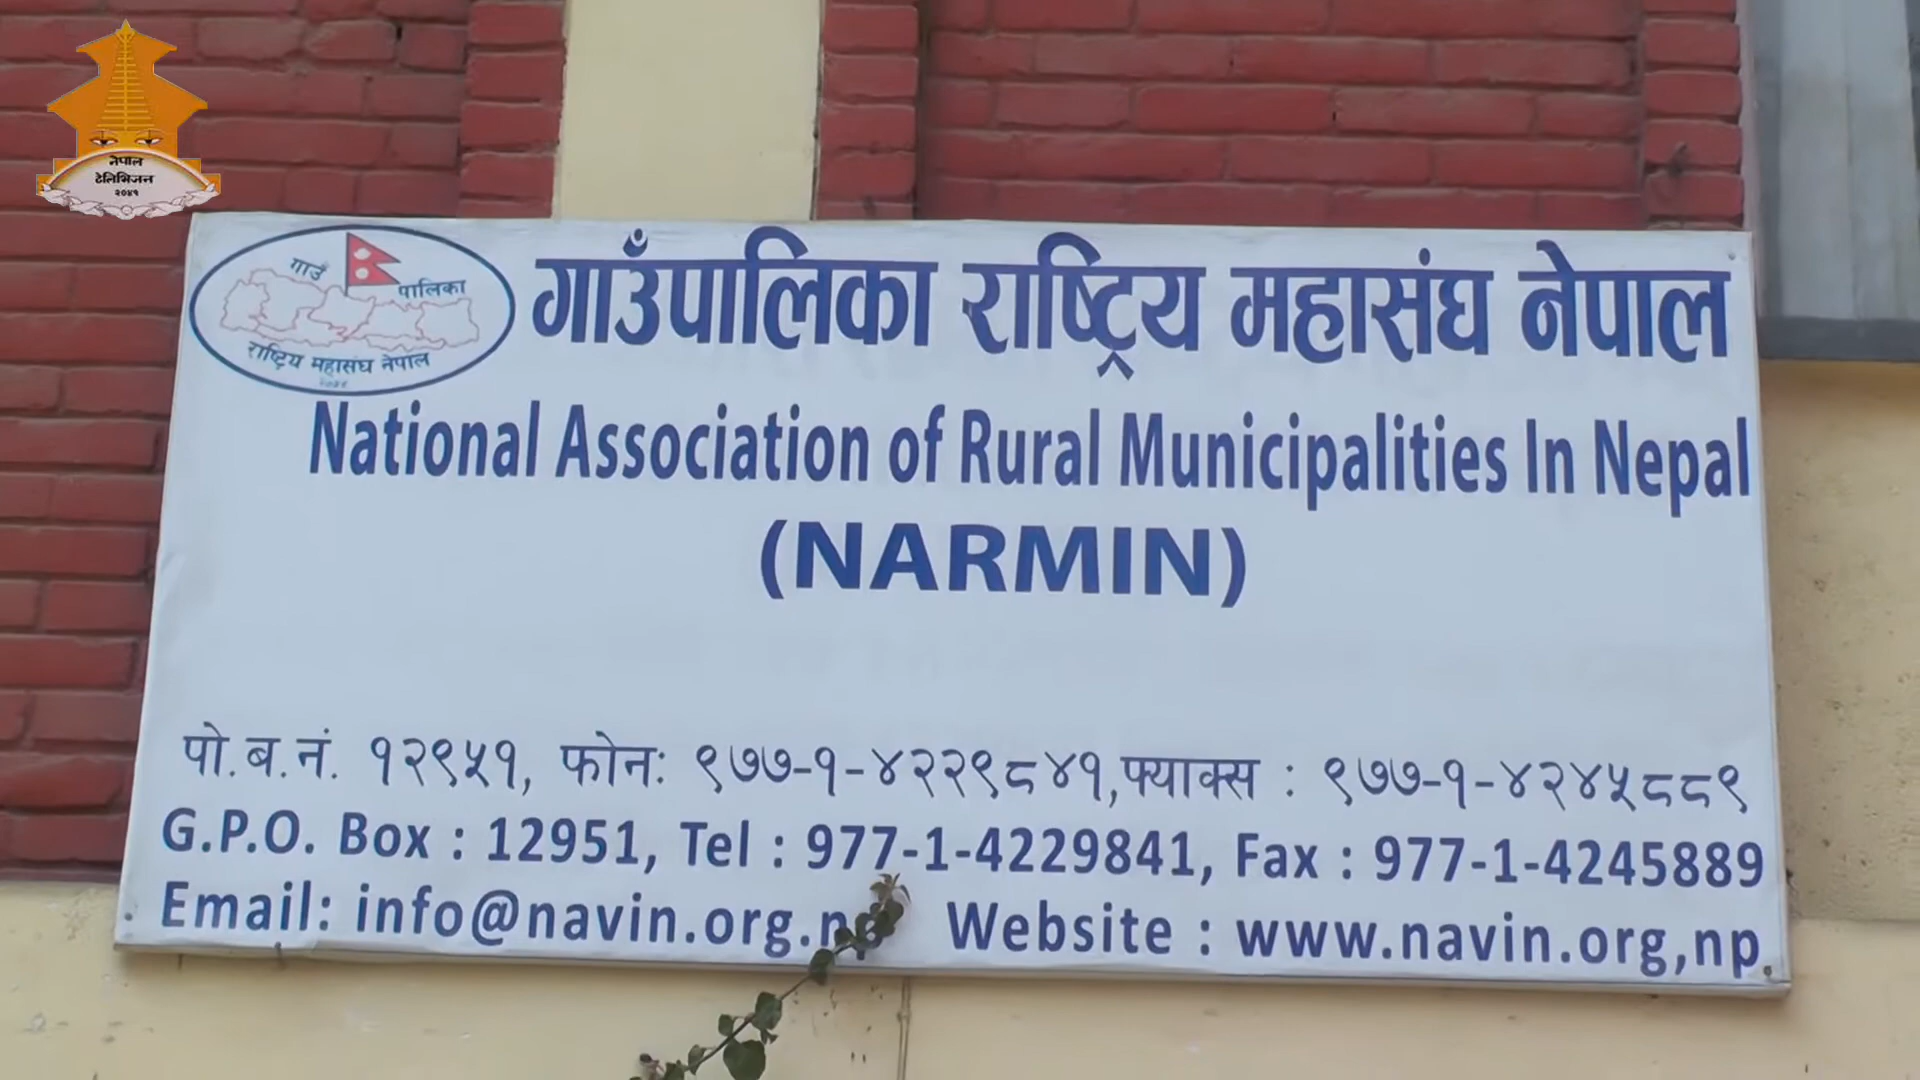 नेपाल
टेलिभिजन
२०४१
गाउँ पालिका
राष्ट्रिय महासंघ नेपाल
गाउँपालिका राष्ट्रिय महासंघ नेपाल
National Association of Rural Municipalities In Nepal
(NARMIN)
पो.ब.नं. १२९५१, फोन: ९७७-१-४२२९८४१,फ्याक्स : ९७७-१-४२४५८८९
G.P.O. Box : 12951, Tel : 977-1-4229841, Fax : 977-1-4245889
Email: info@navin.org.np Website : www.navin.org,np